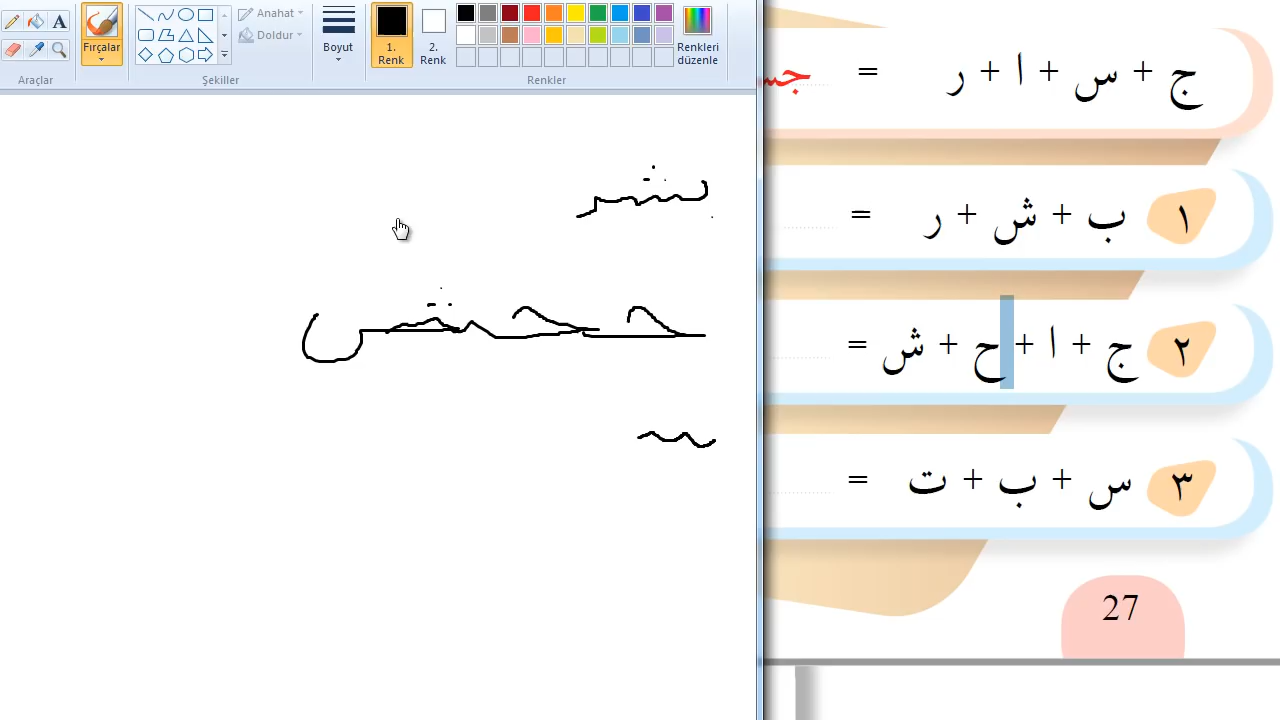 Anahat
Doldur
Fırçalar
Boyut
1. Renk
2. Renk
Renkleri düzenle
Araçlar
Şekiller
Renkler
ج + س + ا + ر =
١ ب + ش + ر =
٢ ج + ا + ح + ش =
٣ س + ب + ت =
27